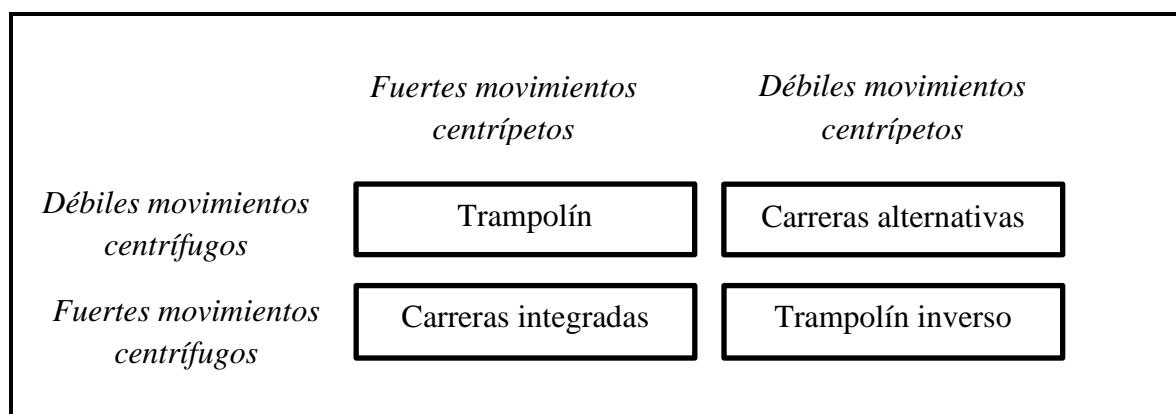 Fuertes movimientos
centrípetos
Débiles movimientos
centrípetos
Débiles movimientos
centrífugos
Trampolín
Carreras alternativas
Fuertes movimientos
centrífugos
Carreras integradas
Trampolín inverso